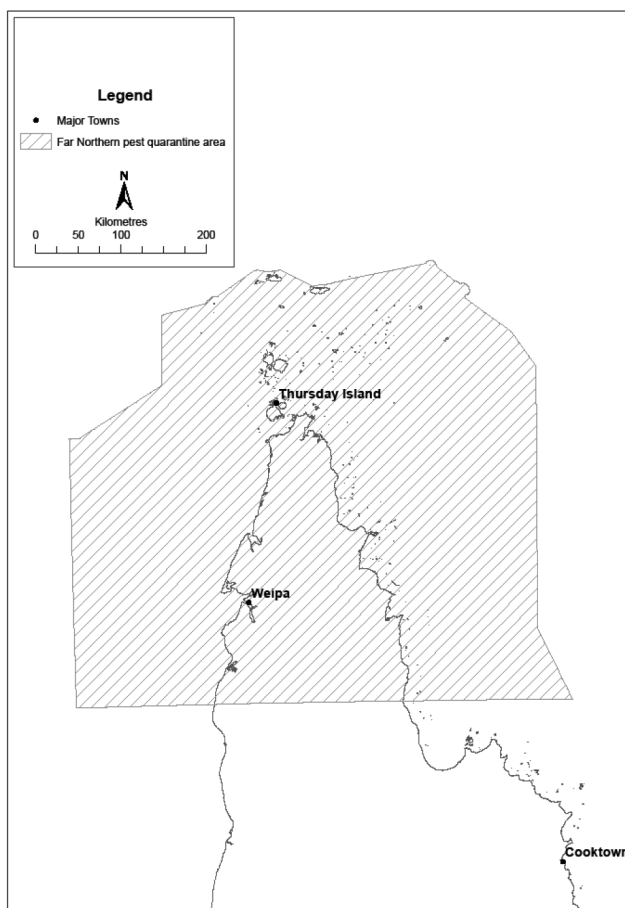 Legend
Major Towns
Far Northern pest quarantine area
N
Kilometres
0 50 100 200
Thursday Island
Weipa
Cooktown